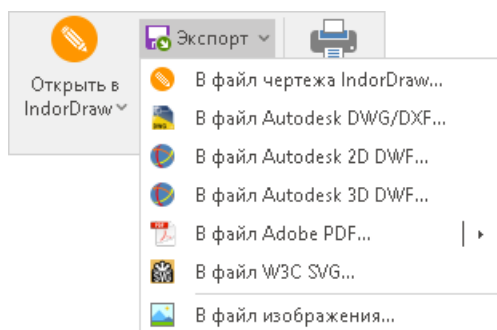 Экспорт
Открыть в
IndorDraw
В файл чертежа IndorDraw...
В файл Autodesk DWG/DXF...
В файл Autodesk 2D DWF...
В файл Autodesk 3D DWF...
В файл Adobe PDF...
В файл W3C SVG...
В файл изображения...